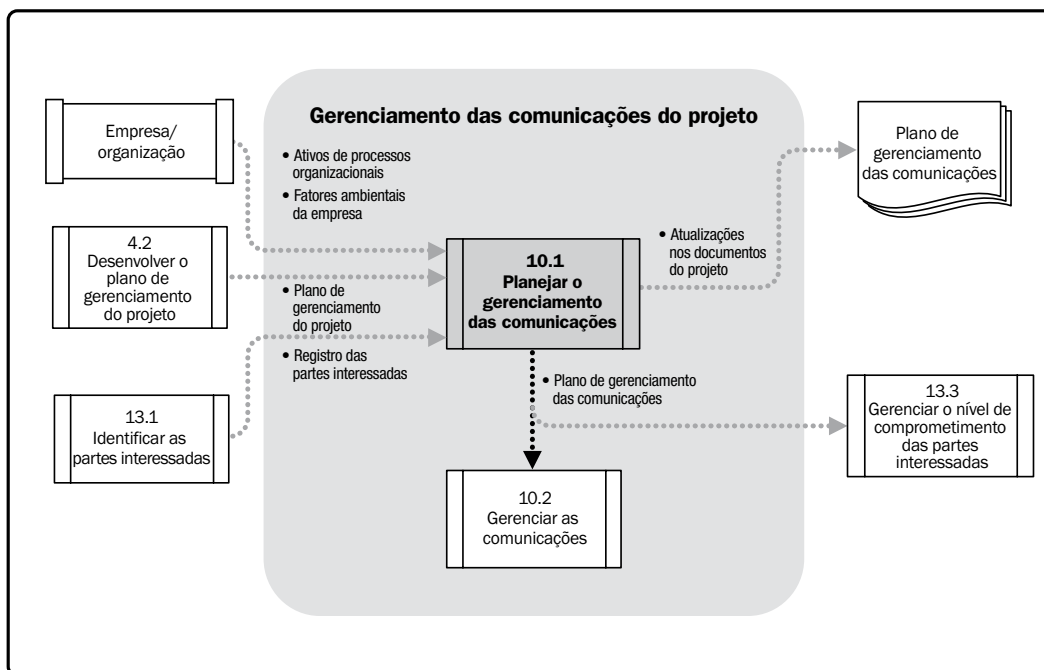 Gerenciamento das comunicações do projeto
Empresa/
organização
• Ativos de processos
organizacionais
• Fatores ambientais
da empresa
4.2
Desenvolver o
plano de
gerenciamento
do projeto
• Plano de
gerenciamento
do projeto
• Registro das
partes interessadas
13.1
Identificar as
partes interessadas
10.1
Planejar o
gerenciamento
das comunicações
• Atualizações
nos documentos
do projeto
Plano de
gerenciamento
das comunicações
• Plano de gerenciamento
das comunicações
10.2
Gerenciar as
comunicações
13.3
Gerenciar o nível de
comprometimento
das partes
interessadas